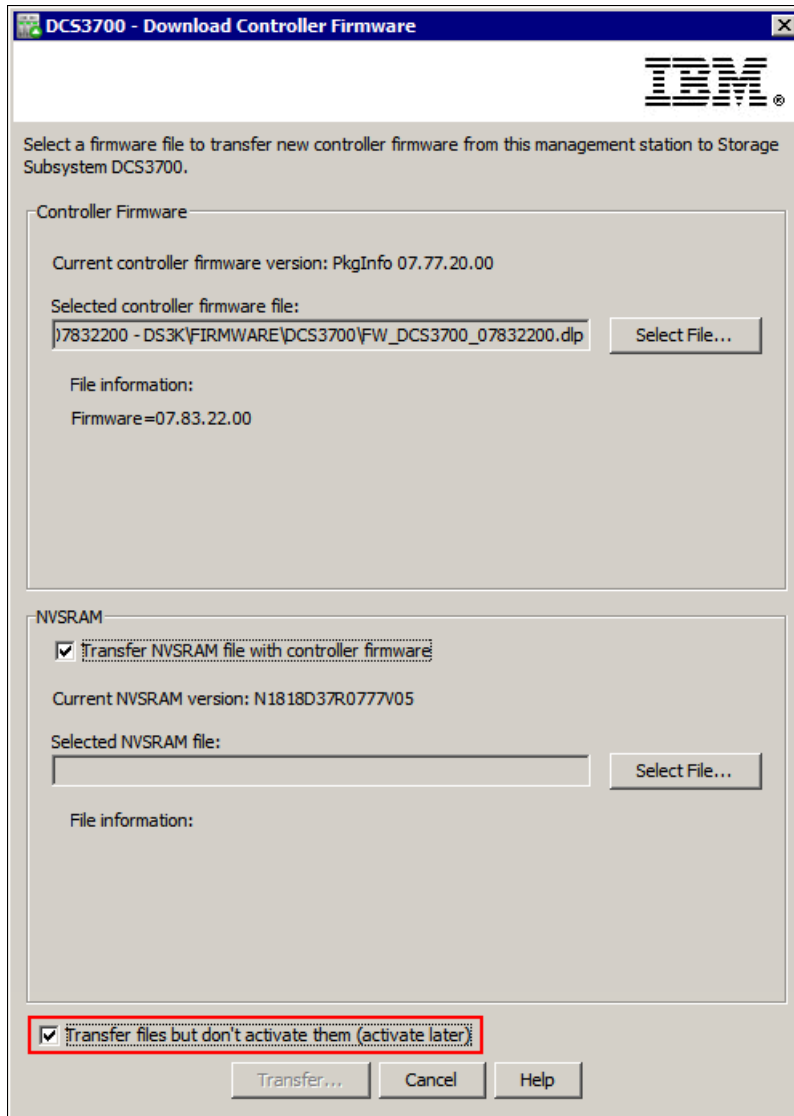 DCS3700 - Download Controller Firmware
IBM®
Select a firmware file to transfer new controller firmware from this management station to Storage
Subsystem DCS3700.
Controller Firmware
Current controller firmware version: PkgInfo 07.77.20.00
Selected controller firmware file:
)7832200 - DS3K\FIRMWARE\DCS3700\FW_DCS3700_07832200.dlp
Select File...
File information:
Firmware=07.83.22.00
NVSRAM
Transfer NVSRAM file with controller firmware
Current NVSRAM version: N1818D37R0777V05
Selected NVSRAM file:
Select File...
File information:
Transfer files but don't activate them (activate later)
Transfer... Cancel Help